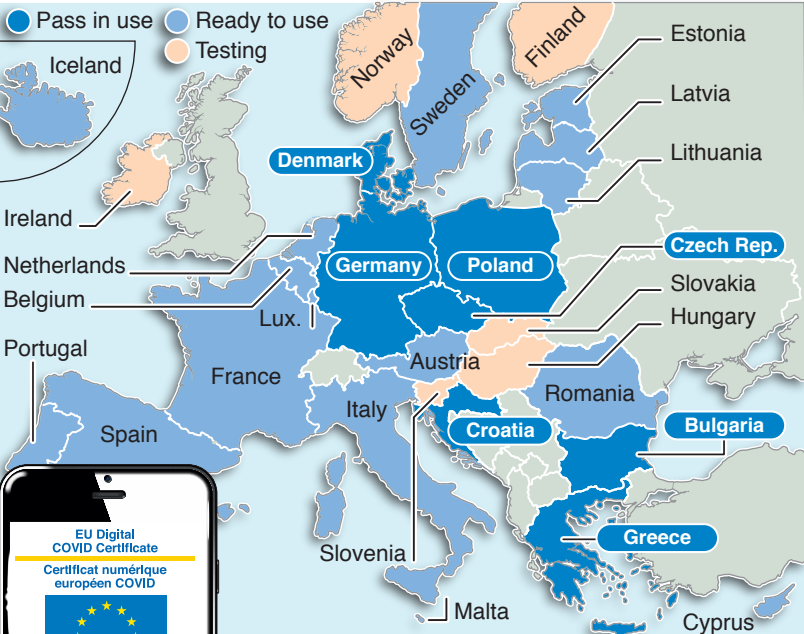 Pass in use
Ready to use
Testing
Iceland
Norway
Sweden
Finland
Estonia
Latvia
Lithuania
Denmark
Ireland
Netherlands
Belgium
Lux.
Germany
Poland
Czech Rep.
Slovakia
Hungary
Portugal
France
Austria
Romania
Spain
Italy
Croatia
Bulgaria
Slovenia
Greece
Malta
Cyprus
EU Digital
COVID Certificate
Certificat numérique
européen COVID